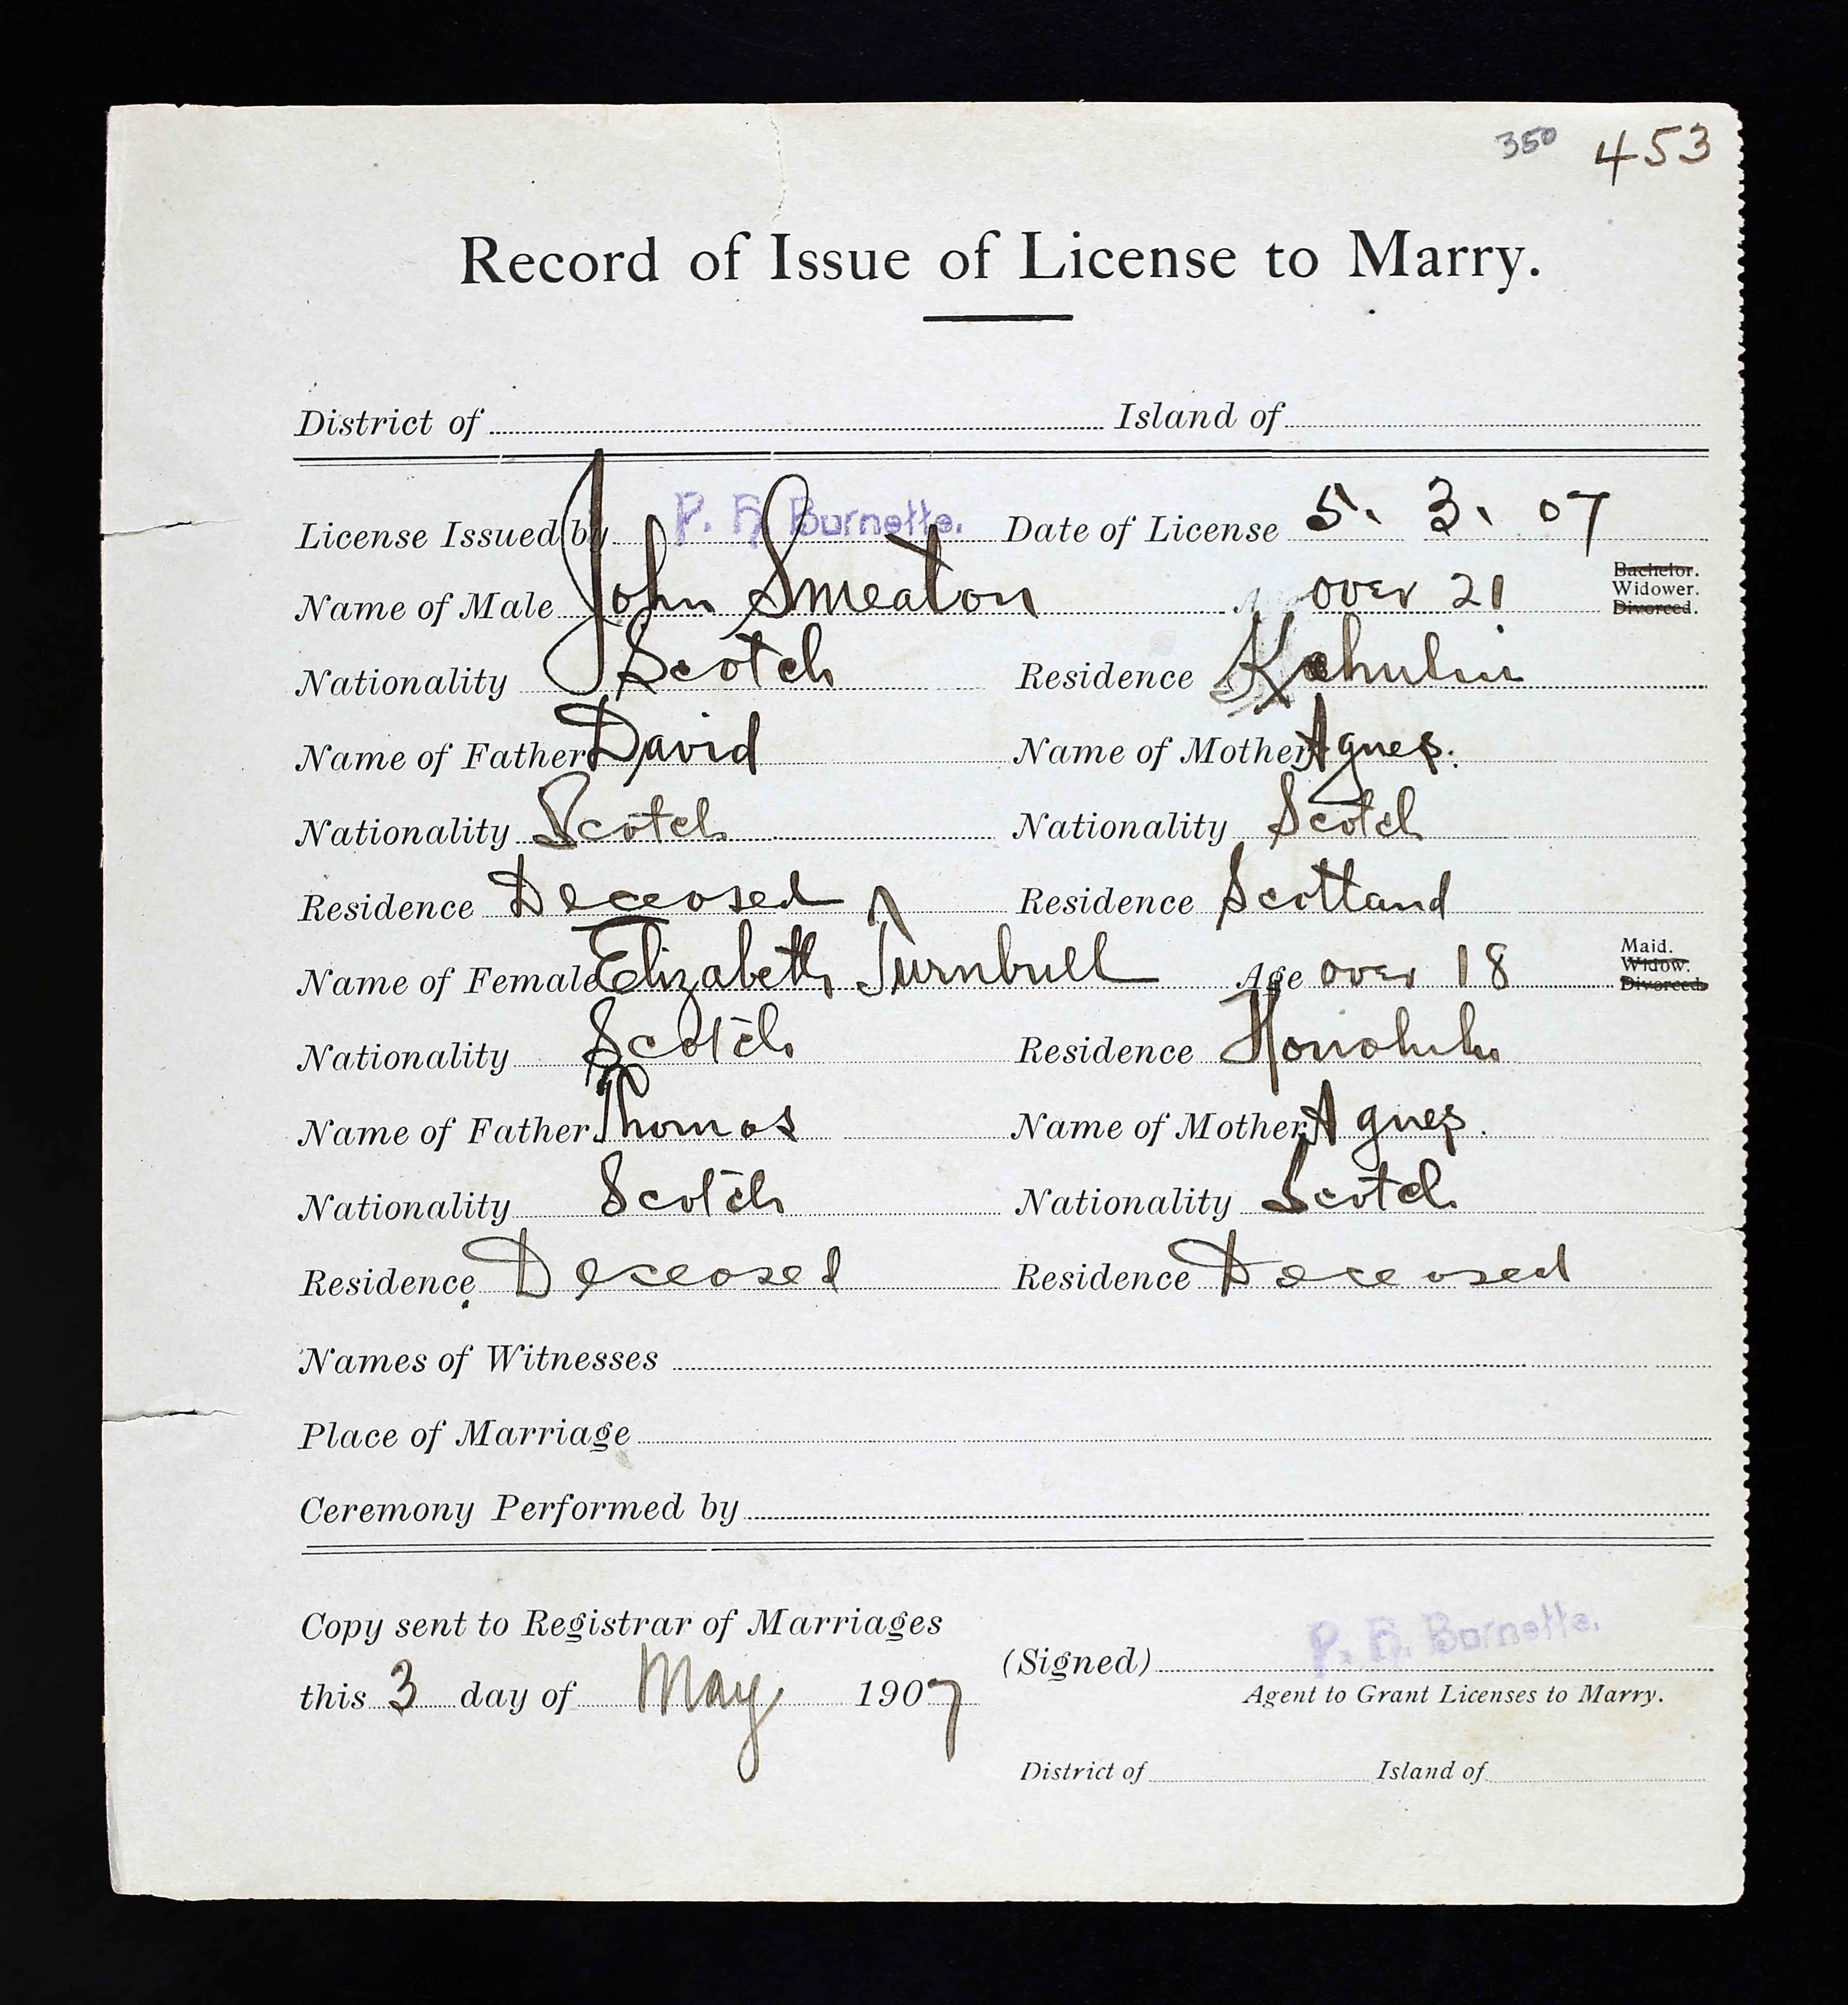 350 453
Record of Issue of License to Marry.
District of Island of
License Issued by P. H. Burnette. Date of License 5. 3. 07
Name of Male John Smeaton over 21 Bachelor. Widower. Divorced.
Nationality Scotch Residence Kahului
Name of Father David Name of Mother Agnes.
Nationality Scotch Nationality Scotch
Residence Deceased Residence Scotland
Name of Female Elizabeth Turnbull Age over 18 Maid. Widow. Divorced.
Nationality Scotch Residence Honolulu
Name of Father Thomas Name of Mother Agnes.
Nationality Scotch Nationality Scotch
Residence Deceased Residence Deceased
Names of Witnesses
Place of Marriage
Ceremony Performed by
Copy sent to Registrar of Marriages
(Signed) P. H. Burnette.
this 3 day of May 1907 Agent to Grant Licenses to Marry.
District of Island of